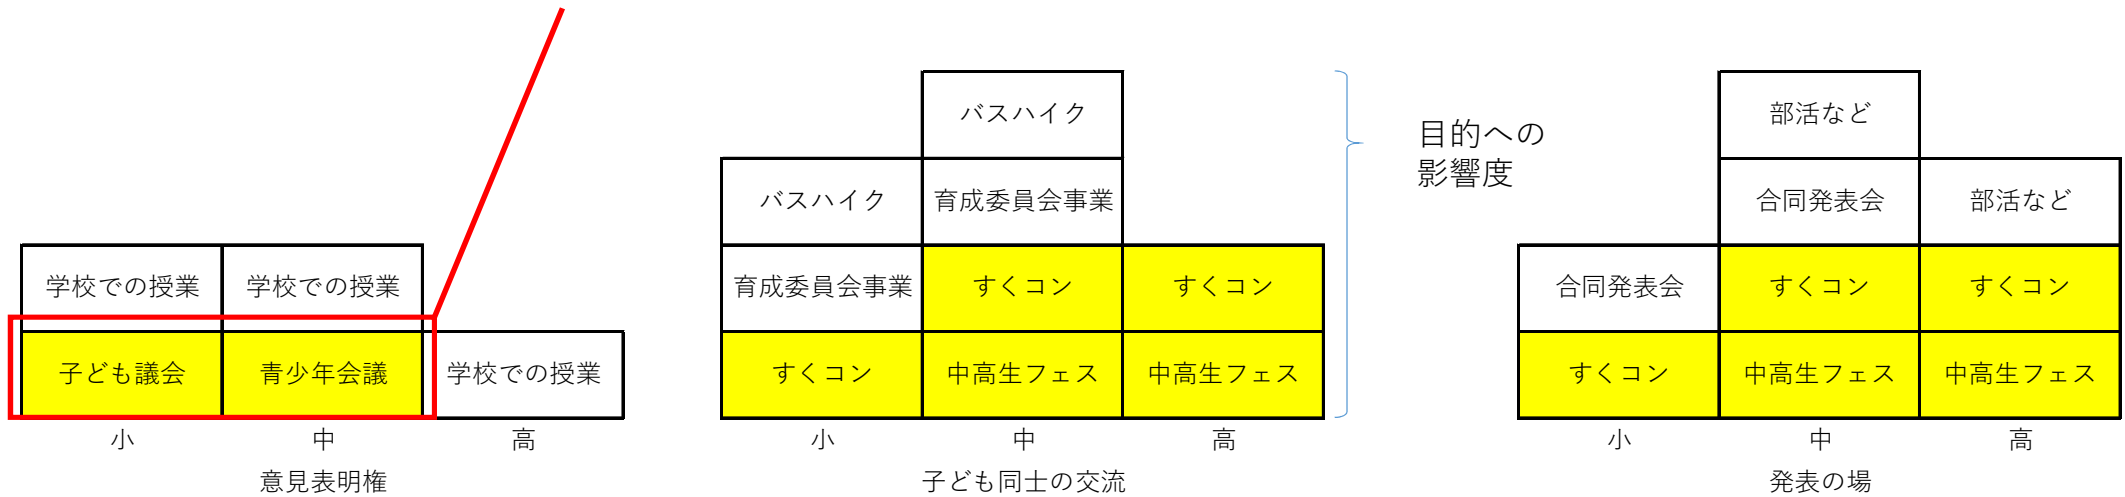 バスハイク
目的への
影響度
部活など
バスハイク
育成委員会事業
合同発表会
部活など
学校での授業
学校での授業
育成委員会事業
すくコン
すくコン
合同発表会
すくコン
すくコン
子ども議会
青少年会議
学校での授業
すくコン
中高生フェス
中高生フェス
すくコン
中高生フェス
中高生フェス
小
中
高
小
中
高
小
中
高
意見表明権
子ども同士の交流
発表の場